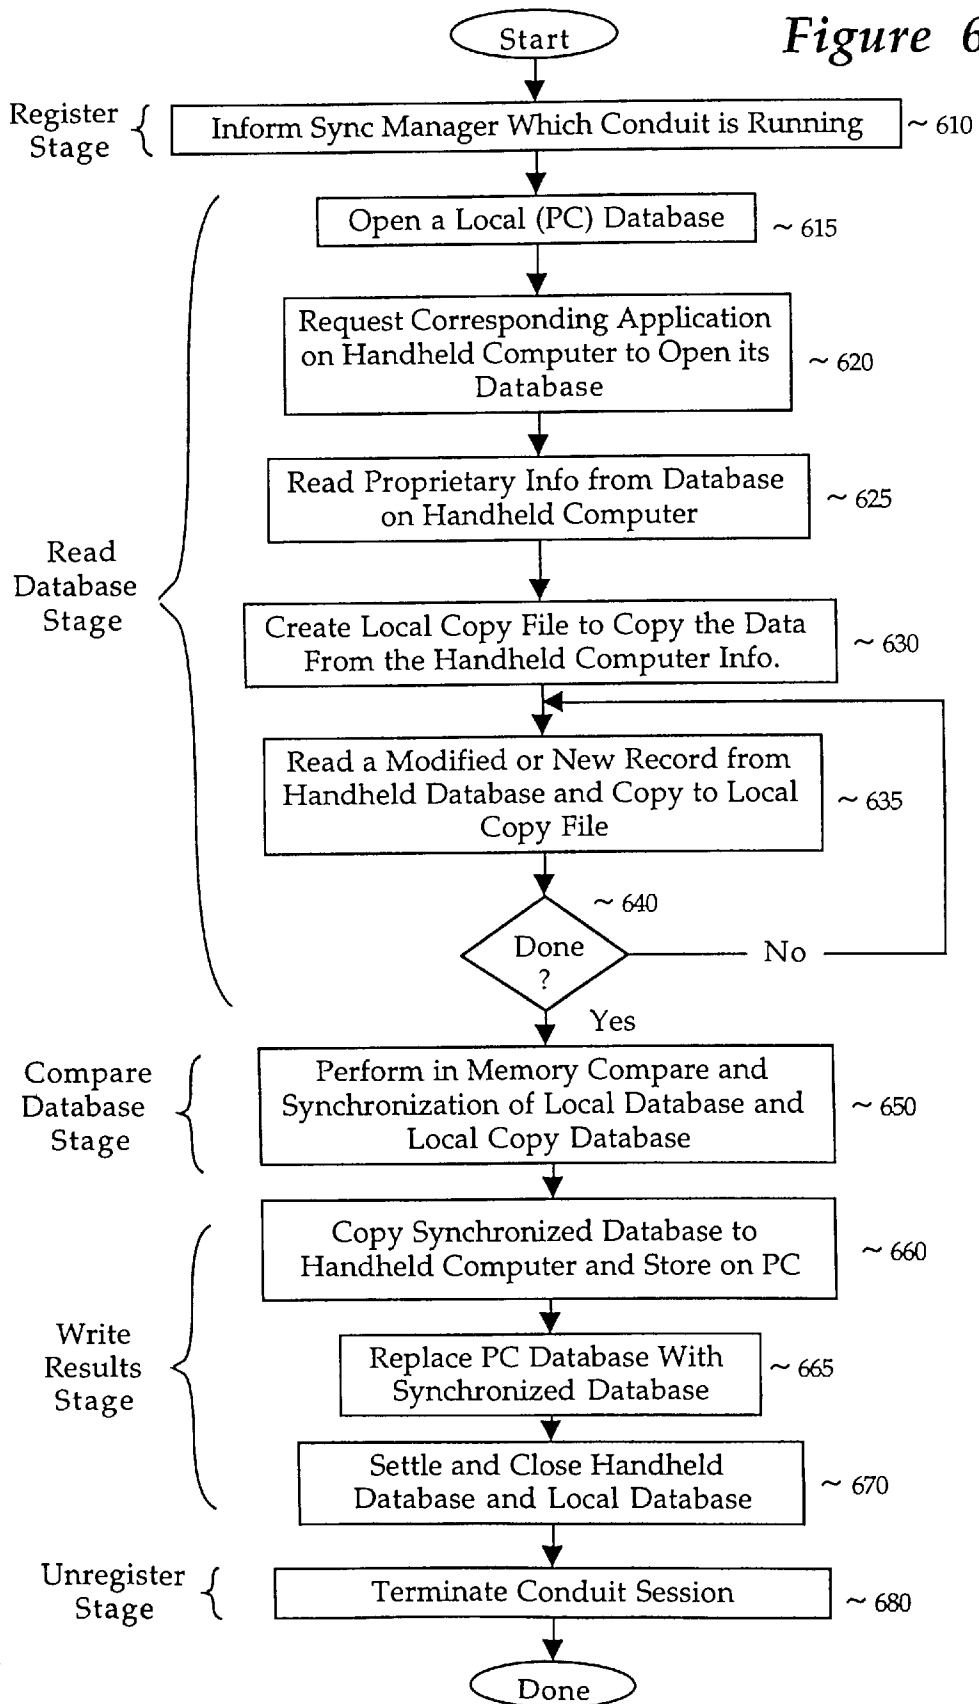 Figure 6
Start
Register
Stage
Inform Sync Manager Which Conduit is Running
~ 610
Open a Local (PC) Database
~ 615
Request Corresponding Application
on Handheld Computer to Open its
Database
~ 620
Read Proprietary Info from Database
on Handheld Computer
~ 625
Read
Database
Stage
Create Local Copy File to Copy the Data
From the Handheld Computer Info.
~ 630
Read a Modified or New Record from
Handheld Database and Copy to Local
Copy File
~ 635
~ 640
Done
?
No
Yes
Compare
Database
Stage
Perform in Memory Compare and
Synchronization of Local Database and
Local Copy Database
~ 650
Copy Synchronized Database to
Handheld Computer and Store on PC
~ 660
Write
Results
Stage
Replace PC Database With
Synchronized Database
~ 665
Settle and Close Handheld
Database and Local Database
~ 670
Unregister
Stage
Terminate Conduit Session
~ 680
Done